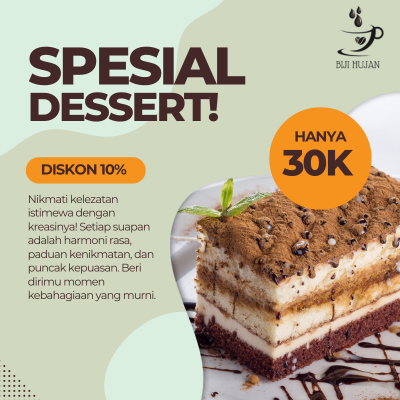 BIJI HUJAN
SPESIAL
DESSERT!
HANYA
30K
DISKON 10%
Nikmati kelezatan
istimewa dengan
kreasinya! Setiap suapan
adalah harmoni rasa,
paduan kenikmatan, dan
puncak kepuasan. Beri
dirimu momen
kebahagiaan yang murni.